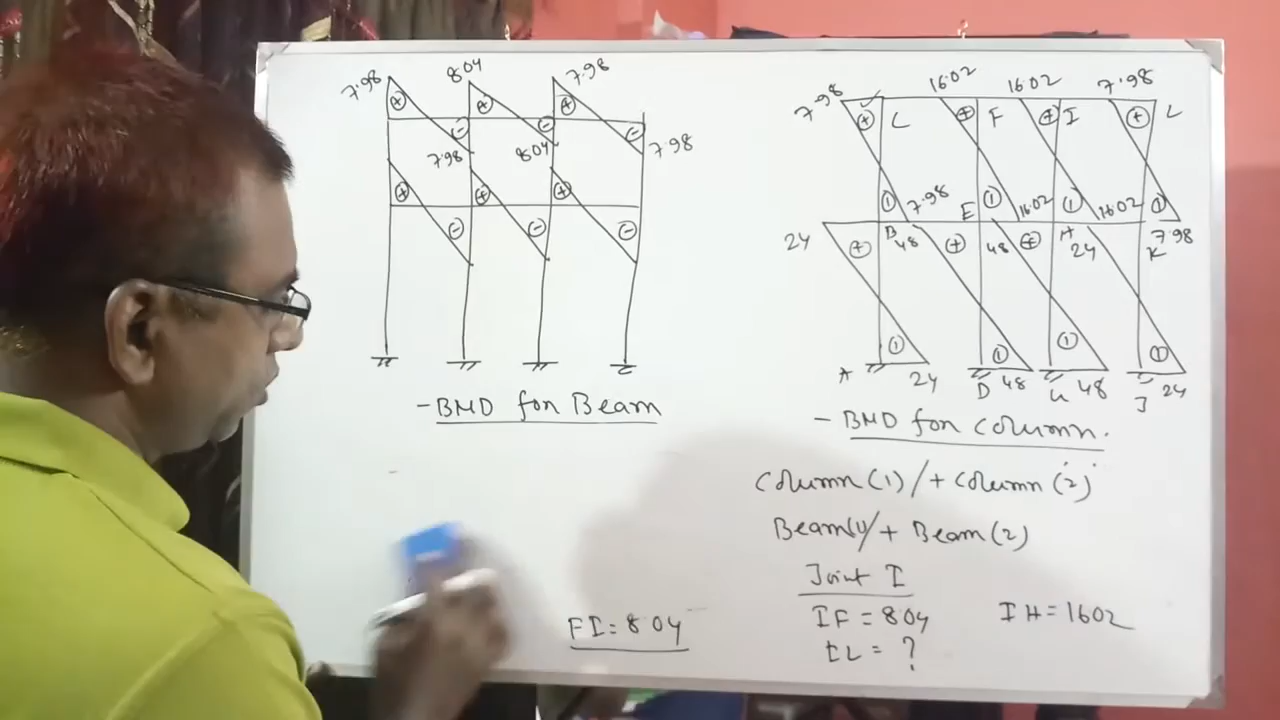 7.98 8.04 7.98
+ + +
- - -
7.98 8.04 7.98
+ + +
- - -
- BMD for Beam
7.98 16.02 16.02 7.98
+ C + F + I + L
- 7.98 - 16.02 - 16.02 - 7.98
24 B 48 E 48 H 24 K
+ + +
- - - -
A 24 D 48 G 48 J 24
- BMD for Column.
Column (1) / + Column (2)
Beam (1) / + Beam (2)
Joint I
IF = 8.04 IH = 16.02
IL = ?
FI = 8.04